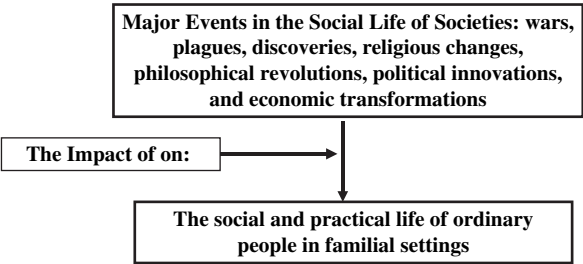 Major Events in the Social Life of Societies: wars,
plagues, discoveries, religious changes,
philosophical revolutions, political innovations,
and economic transformations
The Impact of on:
The social and practical life of ordinary
people in familial settings